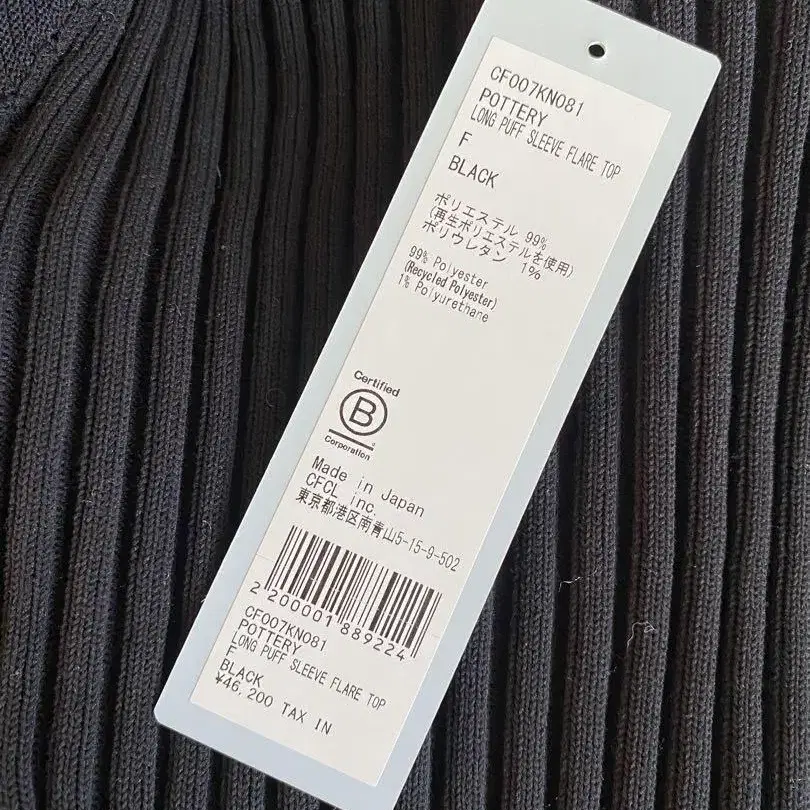 CF007KN081
POTTERY
LONG PUFF SLEEVE FLARE TOP
F
BLACK
ポリエステル 99%
(再生ポリエステルを使用)
ポリウレタン 1%
99% Polyester
(Recycled Polyester)
1% Polyurethane
Certified
B
Corporation
Made in Japan
CFCL inc.
東京都港区南青山5-15-9-502
2 200001 889224
CF007KN081
POTTERY
LONG PUFF SLEEVE FLARE TOP
F
BLACK
¥46,200 TAX IN